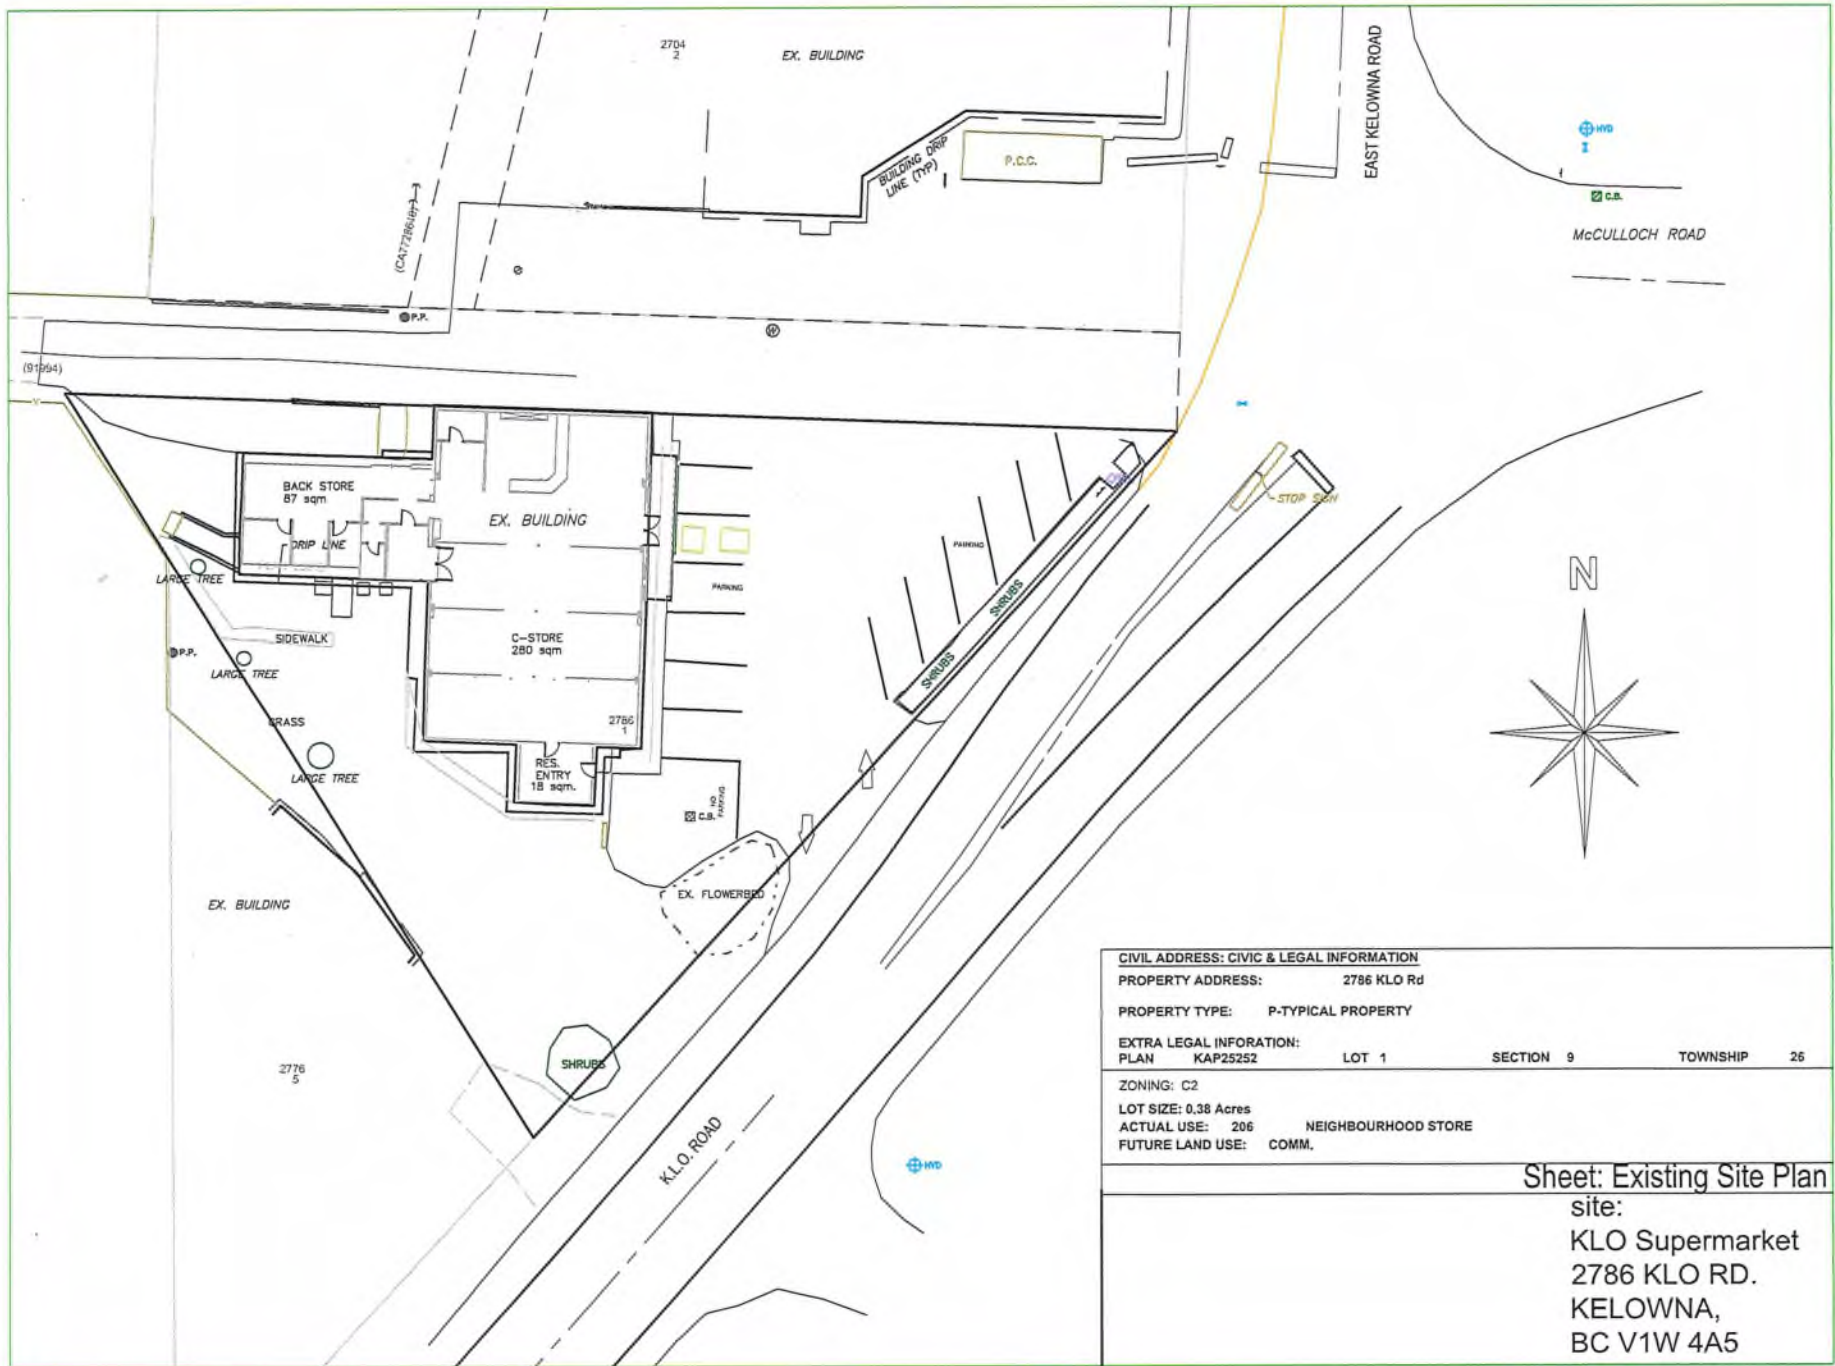 2704
2
EX. BUILDING
EAST KELOWNA ROAD
HYD
P.C.C.
BUILDING DRIP
LINE (TYP)
C.B.
McCULLOCH ROAD
P.P.
W
(91994)
BACK STORE
87 sqm
EX. BUILDING
STOP SIGN
DRIP LINE
PARKING
PARKING
LARGE TREE
SHRUBS
N
SIDEWALK
C-STORE
280 sqm
P.P.
LARGE TREE
SHRUBS
GRASS
2786
1
LARGE TREE
RES.
ENTRY
18 sqm.
NO
PARKING
C.B.
EX. FLOWERBED
EX. BUILDING
SHRUBS
2776
5
K.L.O. ROAD
HYD
CIVIL ADDRESS: CIVIC & LEGAL INFORMATION
PROPERTY ADDRESS: 2786 KLO Rd
PROPERTY TYPE: P-TYPICAL PROPERTY
EXTRA LEGAL INFORATION:
PLAN KAP25252 LOT 1 SECTION 9 TOWNSHIP 26
ZONING: C2
LOT SIZE: 0.38 Acres
ACTUAL USE: 206 NEIGHBOURHOOD STORE
FUTURE LAND USE: COMM.
Sheet: Existing Site Plan
site:
KLO Supermarket
2786 KLO RD.
KELOWNA,
BC V1W 4A5